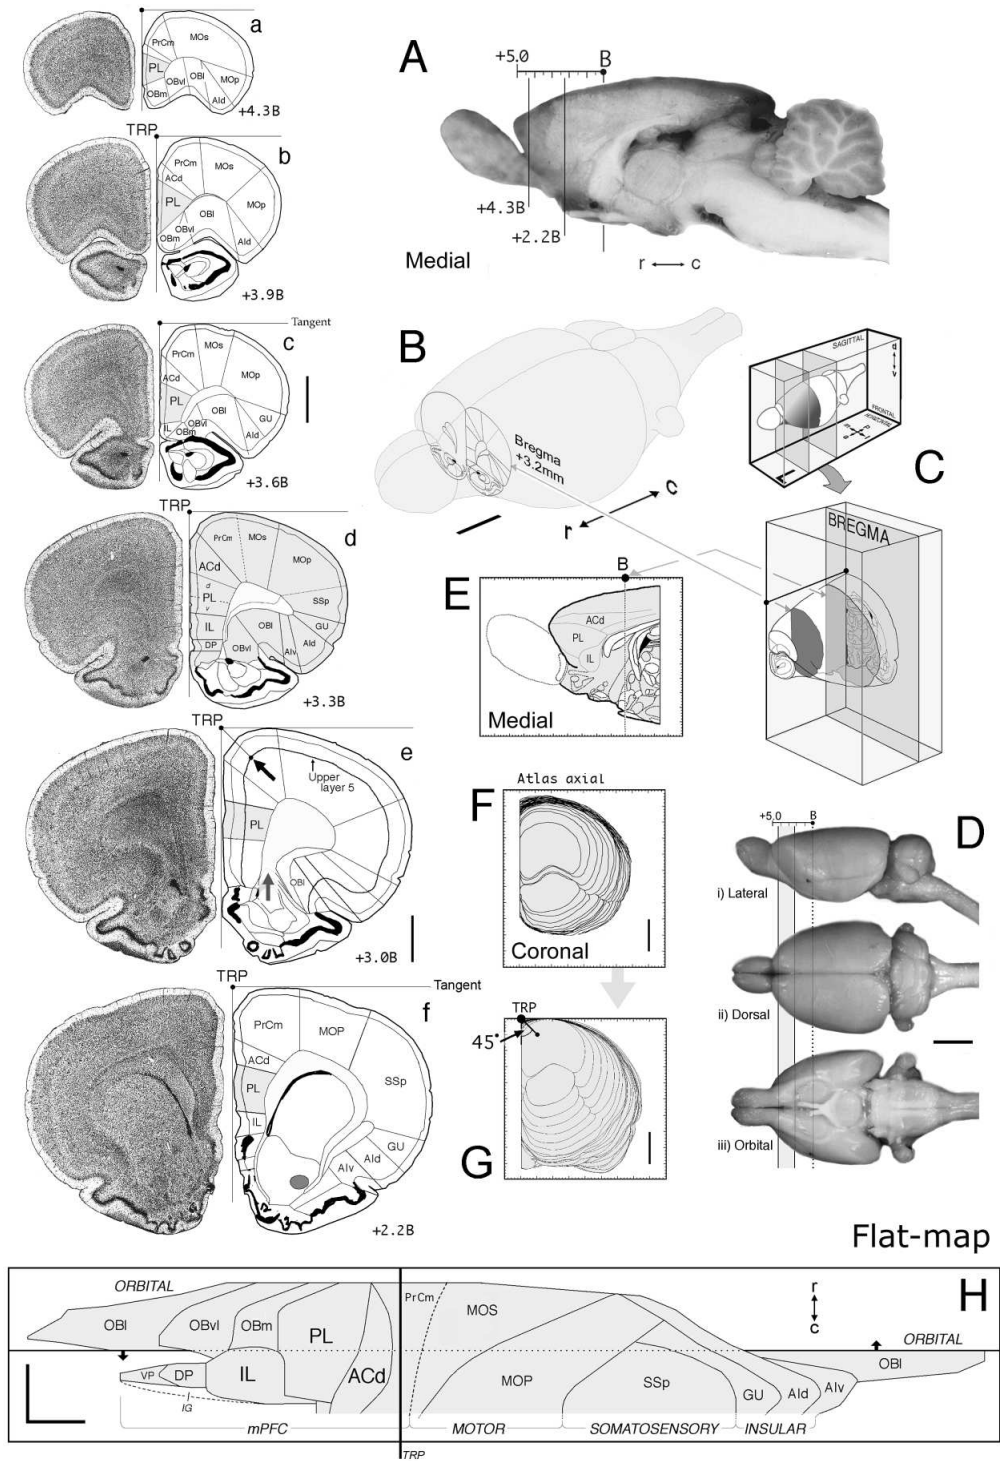 a
PrCm
MOs
PL
OBl
OBvl
MOp
OBm
AId
+4.3B
TRP
b
PrCm
MOs
ACd
PL
MOp
OBl
OBvl
OBm
AId
+3.9B
Tangent
c
PrCm
MOs
MOp
ACd
PL
OBl
GU
IL
OBvl
OBm
AId
+3.6B
TRP
d
PrCm
MOs
MOp
ACd
d
PL
v
SSp
IL
OBl
GU
DP
OBvl
AIv
AId
+3.3B
TRP
e
Upper
layer 5
PL
OBl
+3.0B
TRP
Tangent
f
PrCm
MOP
ACd
PL
SSp
IL
GU
AId
AIv
+2.2B
A
+5.0
B
+4.3B
+2.2B
Medial
r
c
B
Bregma
+3.2mm
c
r
SAGITTAL
d
v
FRONTAL
HORIZONTAL
C
BREGMA
B
E
ACd
PL
IL
Medial
Atlas axial
F
Coronal
TRP
45°
G
+5.0
B
D
i) Lateral
ii) Dorsal
iii) Orbital
Flat-map
H
ORBITAL
PrCm
MOS
r
c
OBl
OBvl
OBm
PL
ORBITAL
VP
DP
IL
ACd
MOP
SSp
GU
AId
AIv
OBl
IG
mPFC
MOTOR
SOMATOSENSORY
INSULAR
TRP